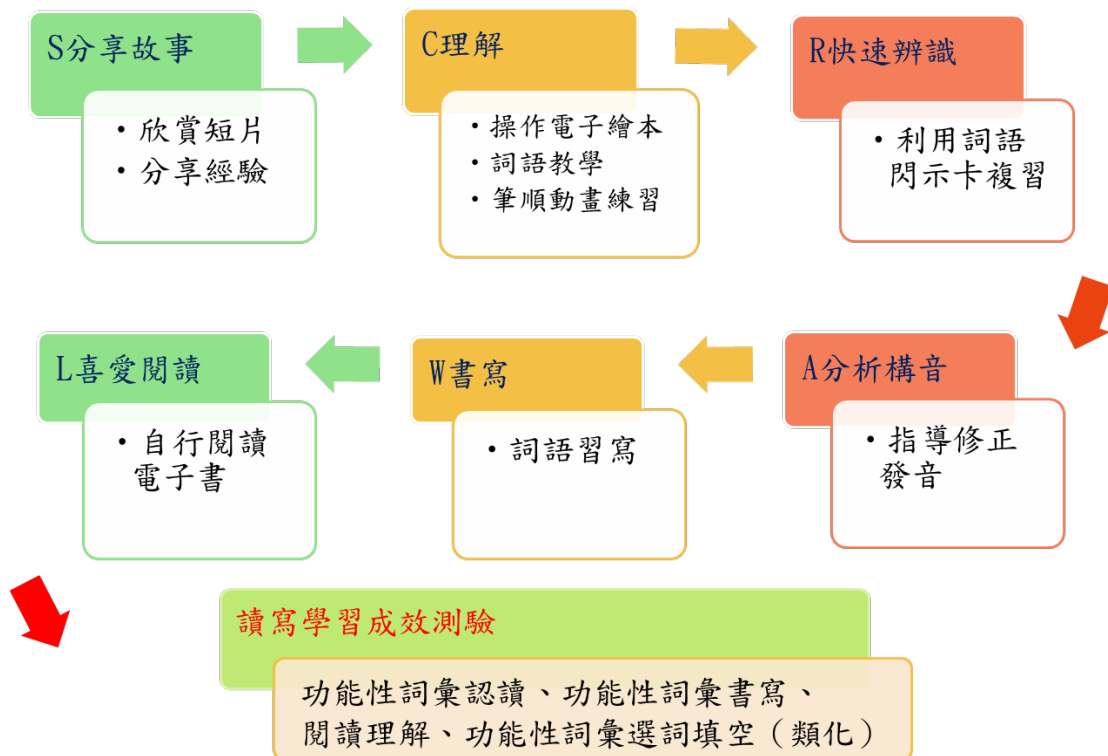 S分享故事
・欣賞短片
・分享經驗
C理解
・操作電子繪本
・詞語教學
・筆順動畫練習
R快速辨識
・利用詞語
閃示卡複習
A分析構音
・指導修正
發音
W書寫
・詞語習寫
L喜愛閱讀
・自行閱讀
電子書
讀寫學習成效測驗
功能性詞彙認讀、功能性詞彙書寫、
閱讀理解、功能性詞彙選詞填空（類化）